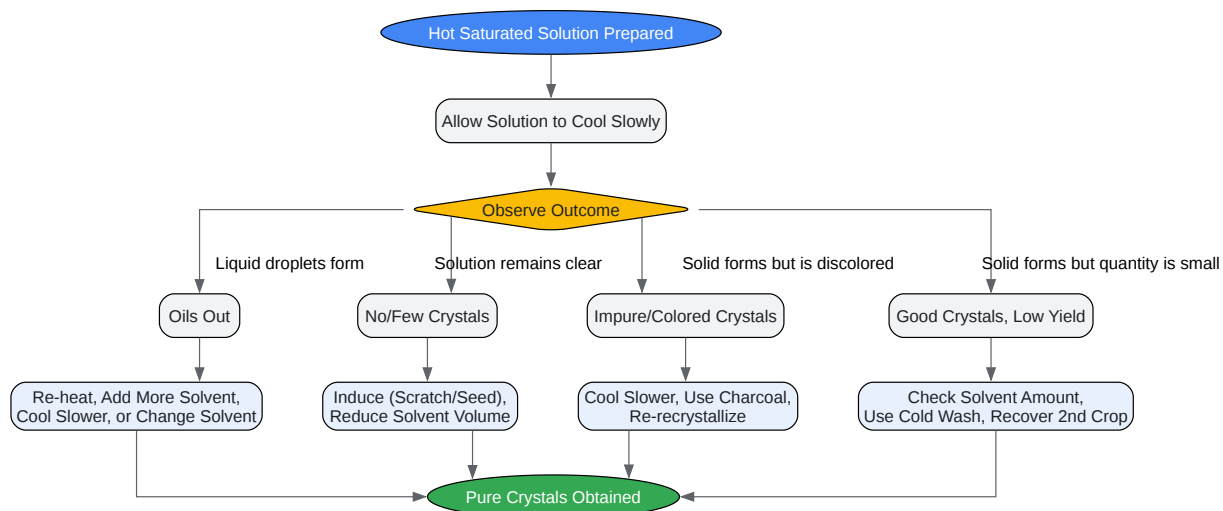 Hot Saturated Solution Prepared
Allow Solution to Cool Slowly
Observe Outcome
Liquid droplets form
Solution remains clear
Solid forms but is discolored
Solid forms but quantity is small
Oils Out
No/Few Crystals
Impure/Colored Crystals
Good Crystals, Low Yield
Re-heat, Add More Solvent,
Cool Slower, or Change Solvent
Induce (Scratch/Seed),
Reduce Solvent Volume
Cool Slower, Use Charcoal,
Re-recrystallize
Check Solvent Amount,
Use Cold Wash, Recover 2nd Crop
Pure Crystals Obtained